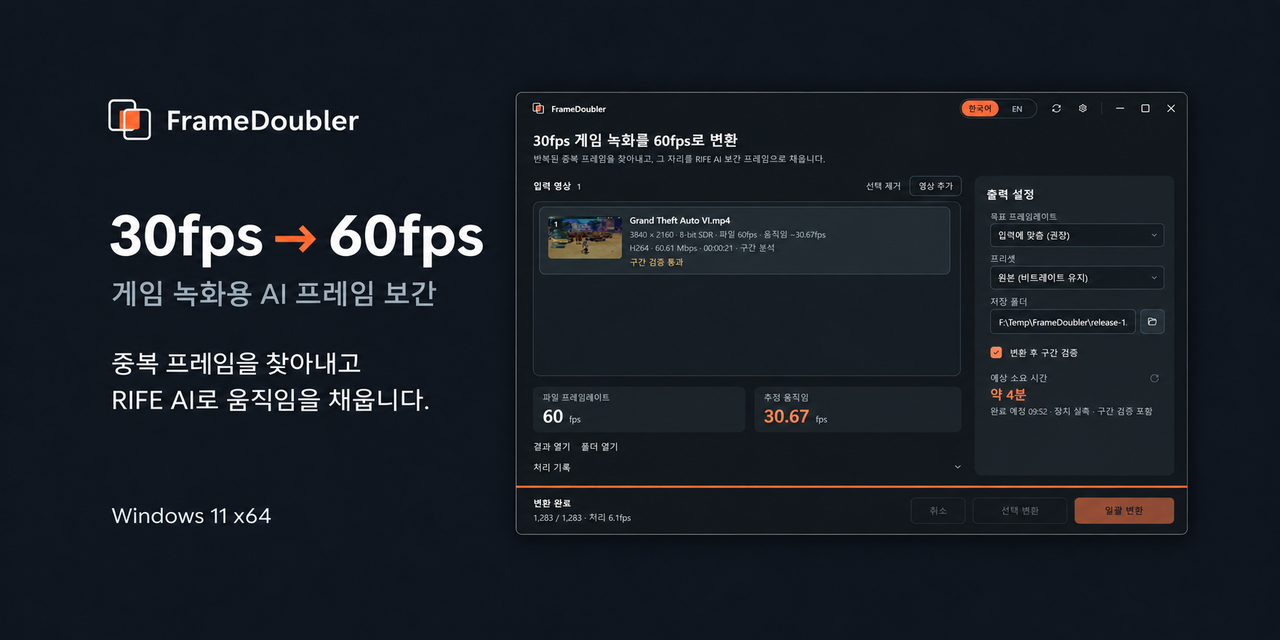 FrameDoubler
30fps → 60fps
게임 녹화용 AI 프레임 보간
중복 프레임을 찾아내고
RIFE AI로 움직임을 채웁니다.
Windows 11 x64
FrameDoubler
한국어 EN
30fps 게임 녹화를 60fps로 변환
반복된 중복 프레임을 찾아내고, 그 자리를 RIFE AI 보간 프레임으로 채웁니다.
입력 영상 1
선택 제거 영상 추가
1
Grand Theft Auto VI.mp4
3840 × 2160 · 8-bit SDR · 파일 60fps · 움직임 ~30.67fps
H264 · 60.61 Mbps · 00:00:21 · 구간 분석
구간 검증 통과
파일 프레임레이트
60 fps
추정 움직임
30.67 fps
결과 열기 폴더 열기
처리 기록
출력 설정
목표 프레임레이트
입력에 맞춤 (권장)
프리셋
원본 (비트레이트 유지)
저장 폴더
F:\Temp\FrameDoubler\release-1.
변환 후 구간 검증
예상 소요 시간
약 4분
완료 예정 09:52 · 장치 실측 · 구간 검증 포함
변환 완료
1,283 / 1,283 · 처리 6.1fps
취소 선택 변환 일괄 변환